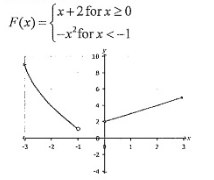 F(x) = { x + 2 for x ≥ 0
-x² for x < -1
y
10
8
6
4
2
-3 -2 -1 0 1 2 3 x
-2
-4